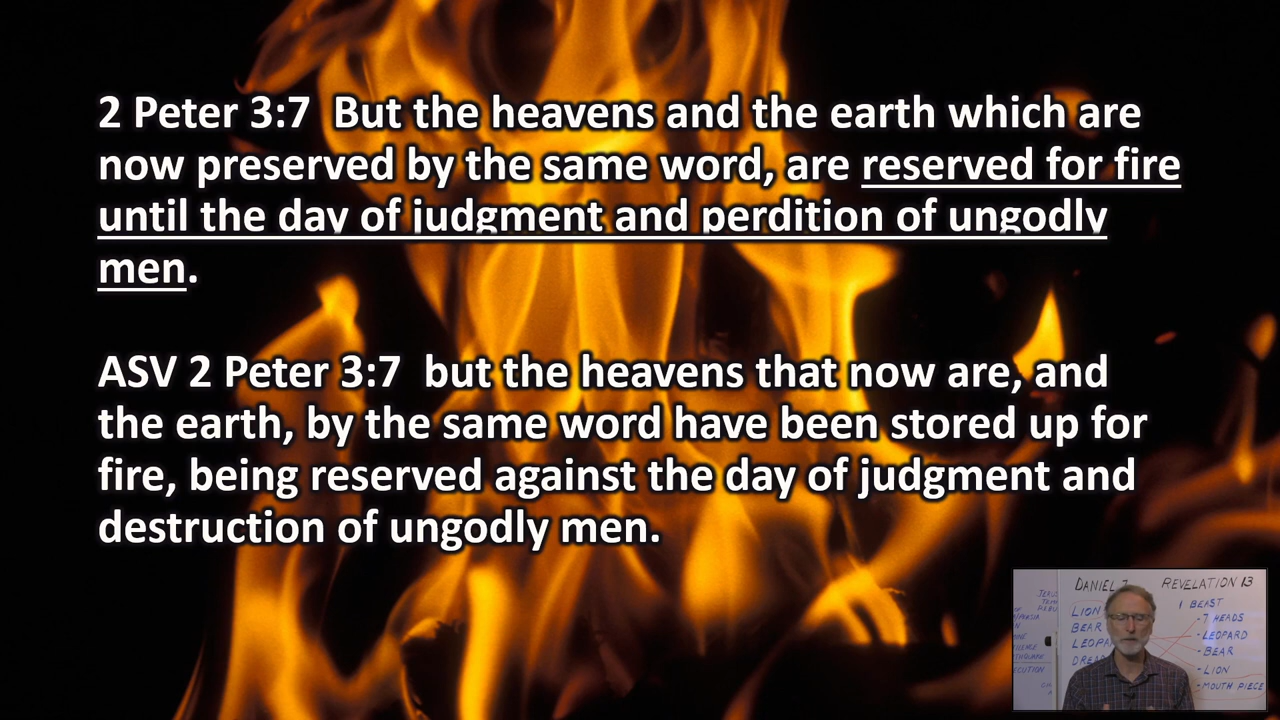 2 Peter 3:7 But the heavens and the earth which are
now preserved by the same word, are reserved for fire
until the day of judgment and perdition of ungodly
men.
ASV 2 Peter 3:7 but the heavens that now are, and
the earth, by the same word have been stored up for
fire, being reserved against the day of judgment and
destruction of ungodly men.
DANIEL
LION
BEAR
REVELATION 13
1 BEAST
- 7 HEADS
- LEOPARD
- BEAR
- LION
- MOUTH PIECE